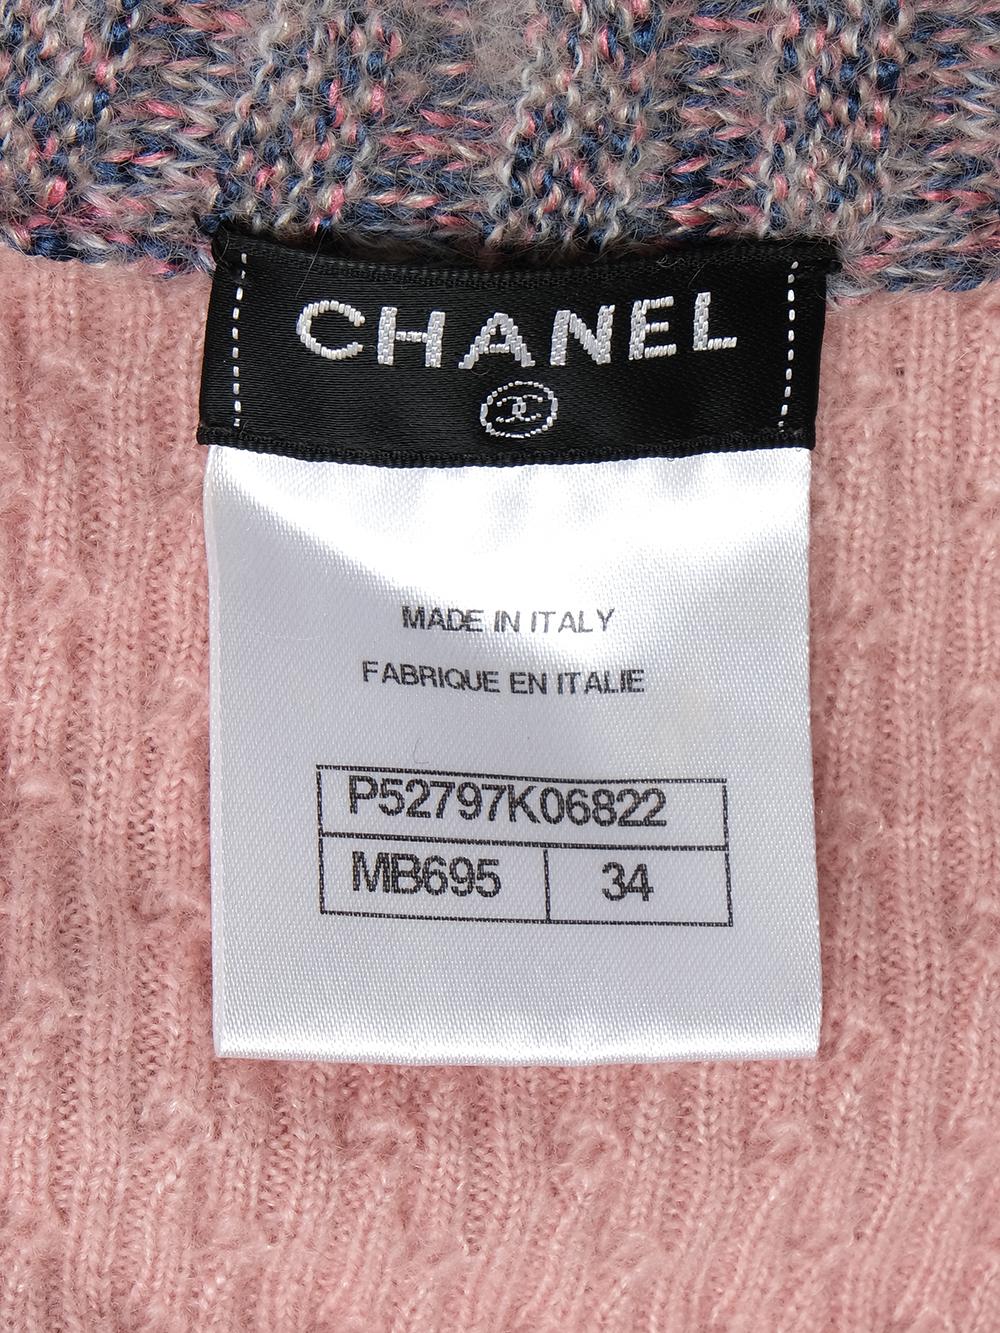 CHANEL
MADE IN ITALY
FABRIQUE EN ITALIE
P52797K06822
MB695 34